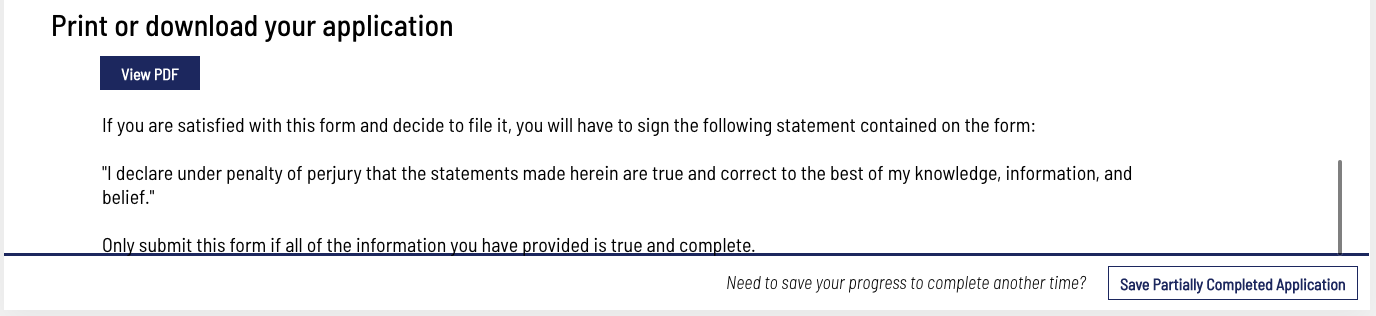 Print or download your application
View PDF
If you are satisfied with this form and decide to file it, you will have to sign the following statement contained on the form:
"I declare under penalty of perjury that the statements made herein are true and correct to the best of my knowledge, information, and
belief."
Only submit this form if all of the information you have provided is true and complete.
Need to save your progress to complete another time?
Save Partially Completed Application